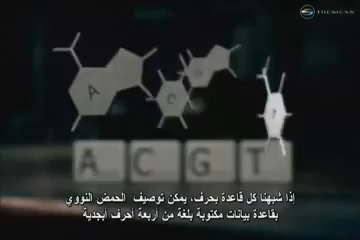 A
A C G T
إذا شبهنا كل قاعدة بحرف، يمكن توصيف الحمض النووي
بقاعدة بيانات مكتوبة بلغة من أربعة أحرف أبجدية